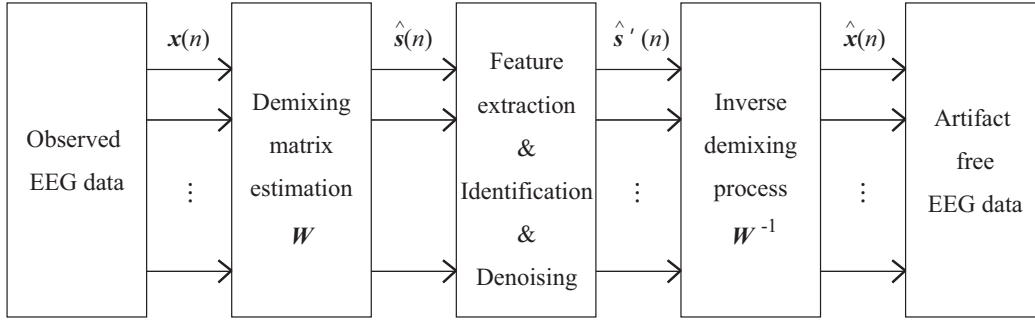 x(n)
ŝ(n)
ŝ ′ (n)
x̂(n)
Observed
EEG data
⋮
Demixing
matrix
estimation
W
⋮
Feature
extraction
&
Identification
&
Denoising
⋮
Inverse
demixing
process
W⁻¹
⋮
Artifact
free
EEG data